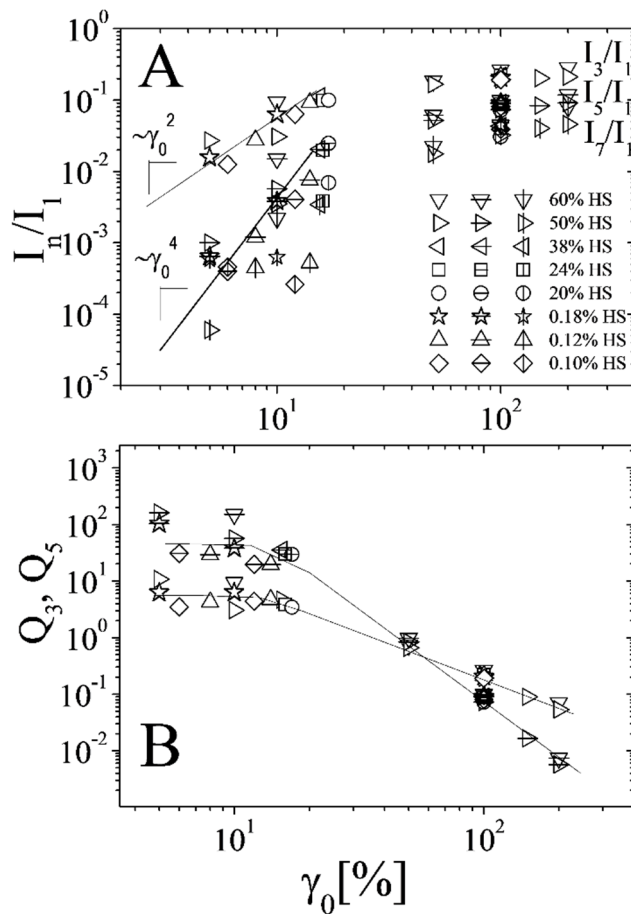 A
10^0
10^-1
10^-2
10^-3
10^-4
10^-5
I_n/I_1
~γ_0^2
~γ_0^4
I_3/I_1
I_5/I_1
I_7/I_1
60% HS
50% HS
38% HS
24% HS
20% HS
0.18% HS
0.12% HS
0.10% HS
10^1
10^2
B
10^3
10^2
10^1
10^0
10^-1
10^-2
Q_3, Q_5
10^1
10^2
γ_0[%]